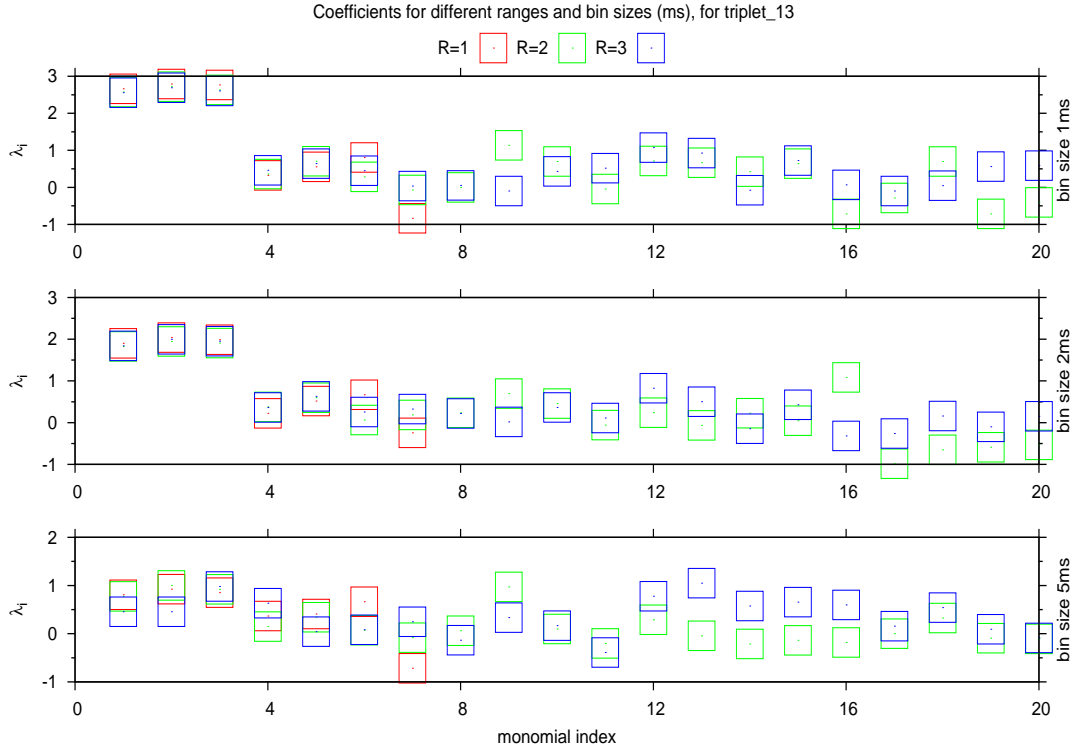 Coefficients for different ranges and bin sizes (ms), for triplet_13
R=1 R=2 R=3
3
2
1
0
-1
λi
bin size 1ms
0 4 8 12 16 20
3
2
1
0
-1
λi
bin size 2ms
0 4 8 12 16 20
2
1
0
-1
λi
bin size 5ms
0 4 8 12 16 20
monomial index